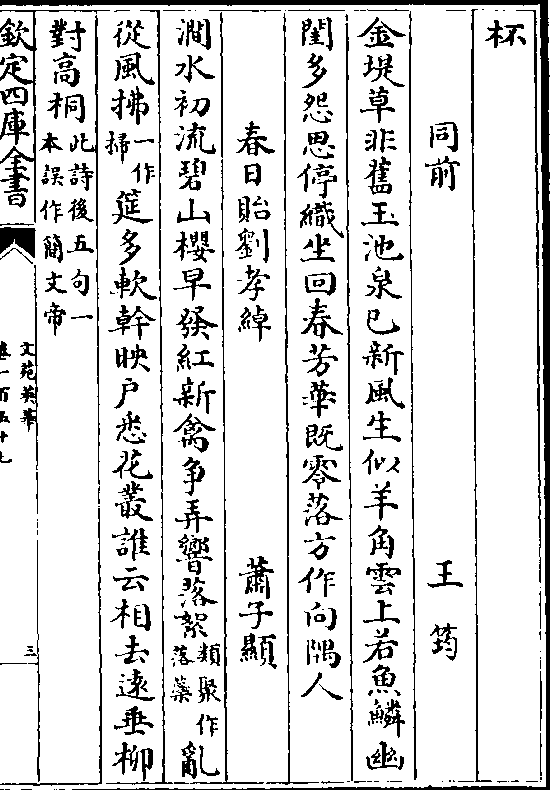 杯
同前　王筠
金堤草非舊玉池泉已新風生似羊角雲上若魚鱗幽
閨多怨思停織坐回春芳華既零落方作向隅人
春日貽劉孝綽　蕭子顯
澗水初流碧山櫻早發紅新禽争弄響落絮類聚作落蘂亂
從風拂一作掃筵多軟幹映户悉花叢誰云相去遠垂柳
對高桐此詩後五句一本誤作簡文帝
欽定四庫全書
文苑英華
卷一百五十七
三